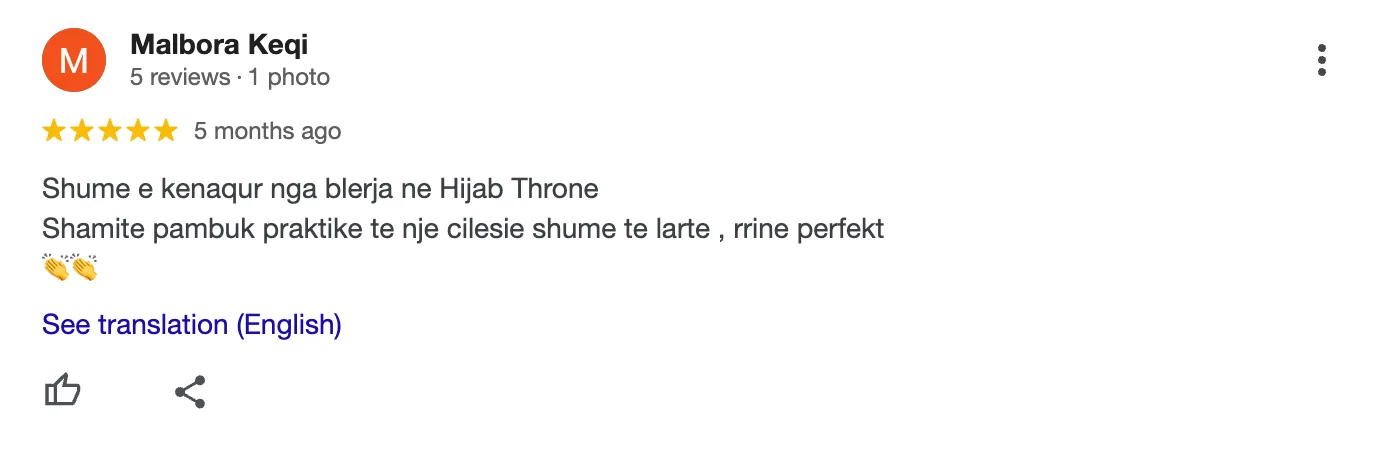 M
Malbora Keqi
5 reviews · 1 photo
5 months ago
Shume e kenaqur nga blerja ne Hijab Throne
Shamite pambuk praktike te nje cilesie shume te larte , rrine perfekt
👏👏
See translation (English)